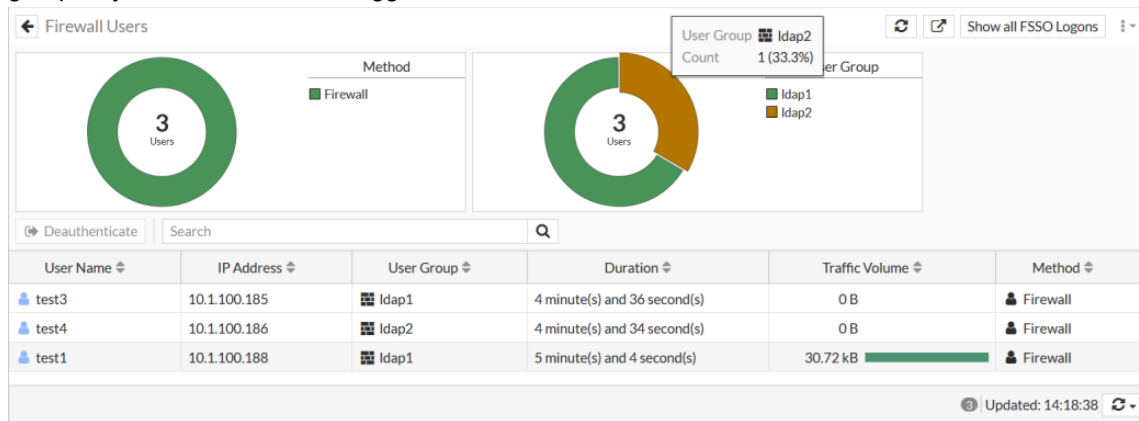 Firewall Users
Show all FSSO Logons
3
Users
Method
Firewall
User Group ldap2
Count 1 (33.3%)
3
Users
er Group
ldap1
ldap2
Deauthenticate
Search
User Name IP Address User Group Duration Traffic Volume Method
test3 10.1.100.185 ldap1 4 minute(s) and 36 second(s) 0 B Firewall
test4 10.1.100.186 ldap2 4 minute(s) and 34 second(s) 0 B Firewall
test1 10.1.100.188 ldap1 5 minute(s) and 4 second(s) 30.72 kB Firewall
3 Updated: 14:18:38